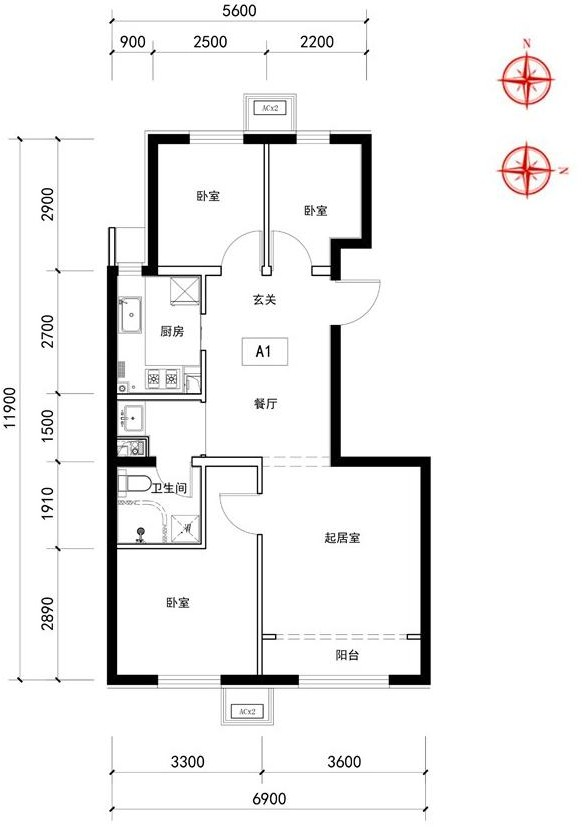 5600
900 2500 2200
N
ACx2
N
卧室
卧室
2900
玄关
厨房
2700
A1
餐厅
11900
1500
卫生间
1910
起居室
卧室
2890
阳台
ACx2
3300 3600
6900